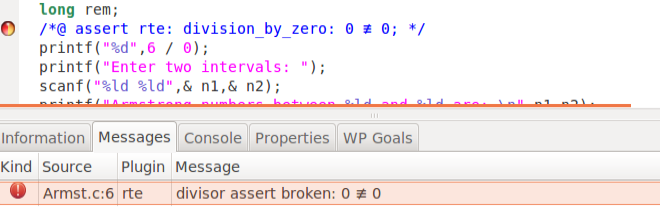 long rem;
/*@ assert rte: division_by_zero: 0 ≢ 0; */
printf("%d",6 / 0);
printf("Enter two intervals: ");
scanf("%ld %ld",& n1,& n2);
printf("Armstrong numbers between %ld and %ld are: \n",n1,n2);
Information Messages Console Properties WP Goals
Kind Source Plugin Message
Armst.c:6 rte divisor assert broken: 0 ≢ 0